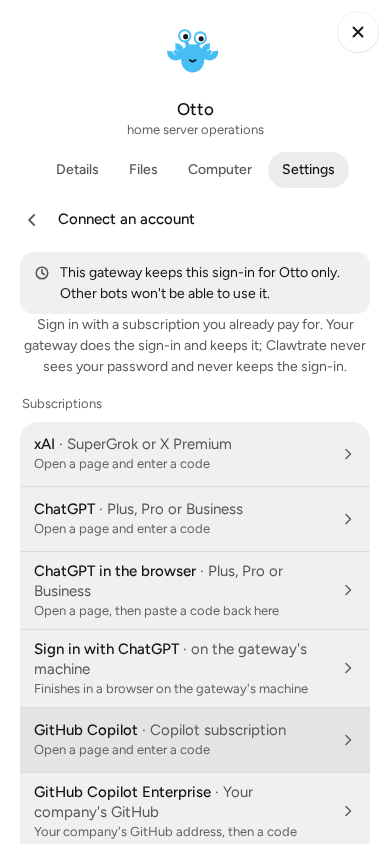 Otto
home server operations
Details Files Computer Settings
Connect an account
This gateway keeps this sign-in for Otto only.
Other bots won't be able to use it.
Sign in with a subscription you already pay for. Your
gateway does the sign-in and keeps it; Clawtrate never
sees your password and never keeps the sign-in.
Subscriptions
xAI · SuperGrok or X Premium
Open a page and enter a code
ChatGPT · Plus, Pro or Business
Open a page and enter a code
ChatGPT in the browser · Plus, Pro or
Business
Open a page, then paste a code back here
Sign in with ChatGPT · on the gateway's
machine
Finishes in a browser on the gateway's machine
GitHub Copilot · Copilot subscription
Open a page and enter a code
GitHub Copilot Enterprise · Your
company's GitHub
Your company's GitHub address, then a code